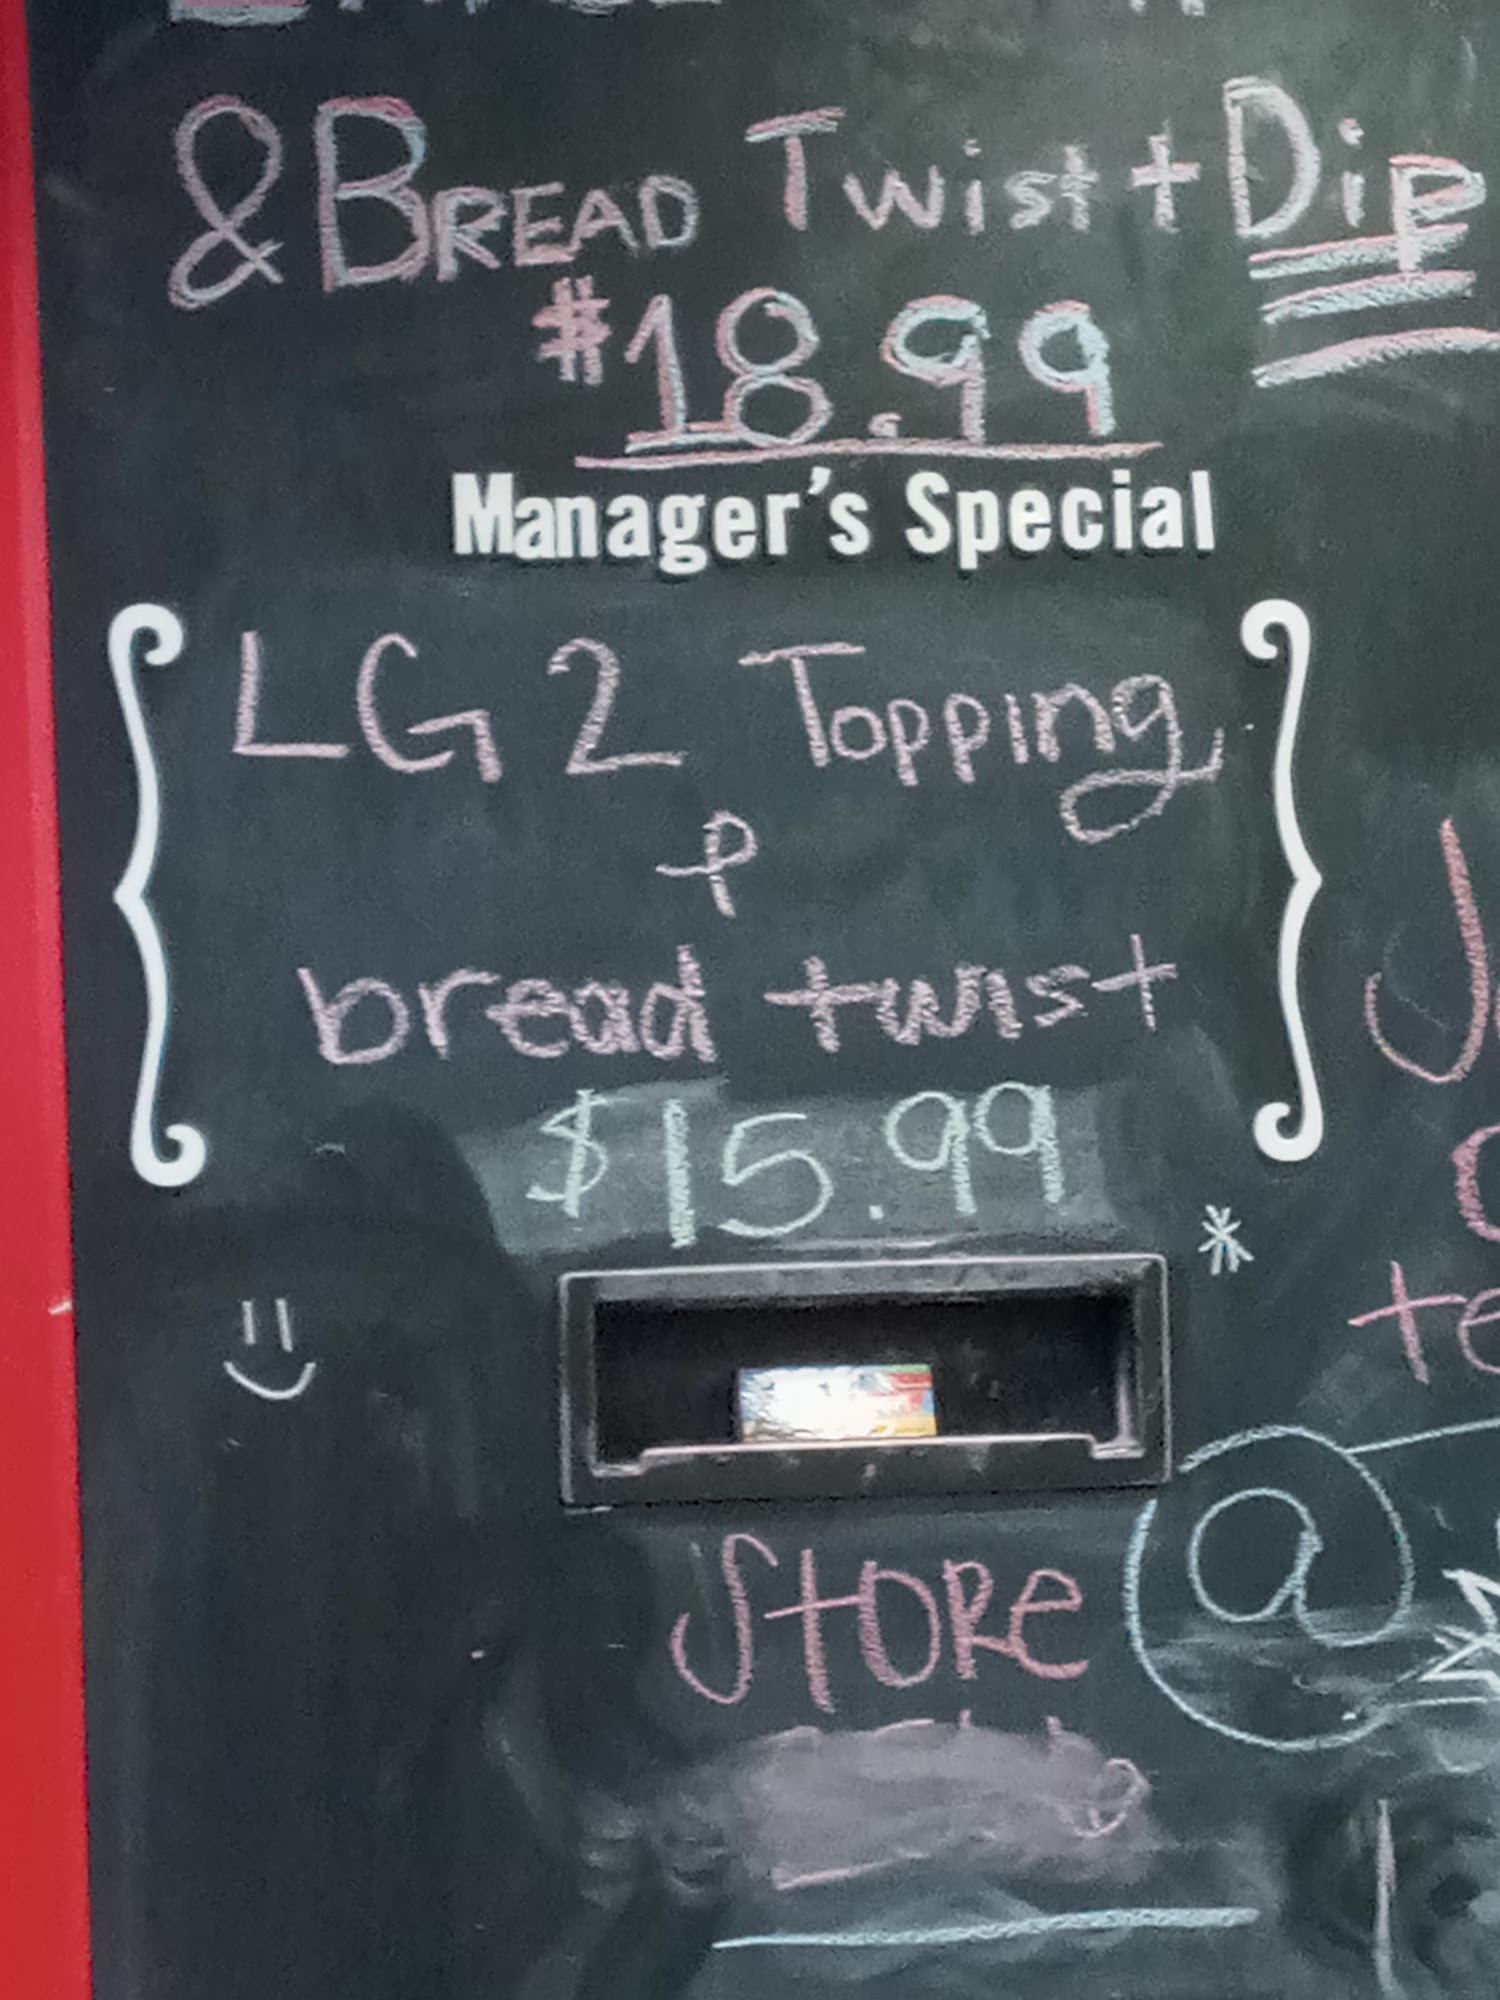 & BREAD Twist + Dip
$18.99
Manager's Special
LG 2 Topping
&
bread twist
$15.99
*
STORE @